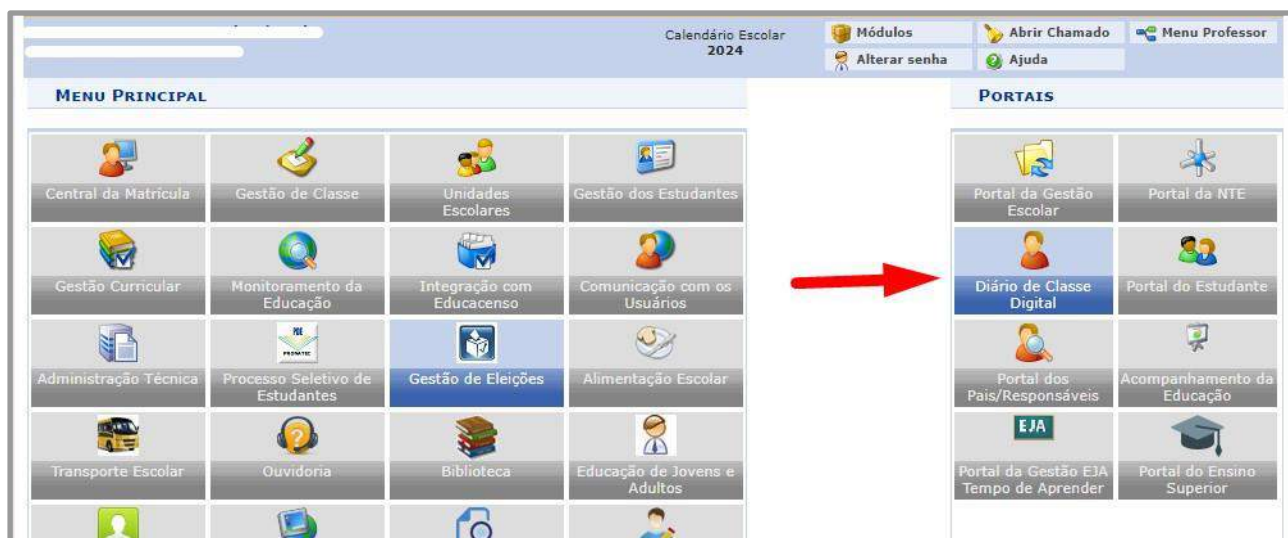 Calendário Escolar
2024
Módulos
Abrir Chamado
Menu Professor
Alterar senha
Ajuda
MENU PRINCIPAL
PORTAIS
Central da Matrícula
Gestão de Classe
Unidades
Escolares
Gestão dos Estudantes
Portal da Gestão
Escolar
Portal da NTE
Gestão Curricular
Monitoramento da
Educação
Integração com
Educacenso
Comunicação com os
Usuários
Diário de Classe
Digital
Portal do Estudante
Administração Técnica
PRONATEC
Processo Seletivo de
Estudantes
Gestão de Eleições
Alimentação Escolar
Portal dos
Pais/Responsáveis
Acompanhamento da
Educação
Transporte Escolar
Ouvidoria
Biblioteca
Educação de Jovens e
Adultos
EJA
Portal da Gestão EJA
Tempo de Aprender
Portal do Ensino
Superior